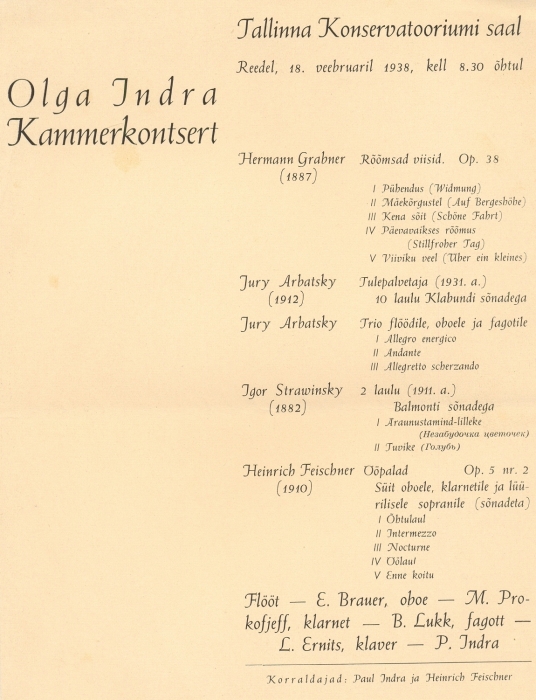 Tallinna Konservatooriumi saal
Reedel, 18. veebruaril 1938, kell 8.30 õhtul
Olga Indra
Kammerkontsert
Hermann Grabner Rõõmsad viisid. Op. 38
(1887)
I Pühendus (Widmung)
II Mäekõrgustel (Auf Bergeshöhe)
III Kena sõit (Schöne Fahrt)
IV Päevavaikses rõõmus
(Stillfroher Tag)
V Viiviku veel (Über ein kleines)
Jury Arbatsky Tulepalvetaja (1931. a.)
(1912) 10 laulu Klabundi sõnadega
Jury Arbatsky Trio flöödile, oboele ja fagotile
I Allegro energico
II Andante
III Allegretto scherzando
Igor Strawinsky 2 laulu (1911. a.)
(1882) Balmonti sõnadega
I Araunustamind-lilleke
(Незабудочка цветочек)
II Tuvike (Голубь)
Heinrich Feischner Ööpalad Op. 5 nr. 2
(1910) Süit oboele, klarnetile ja lüü-
rilisele sopranile (sõnadeta)
I Õhtulaul
II Intermezzo
III Nocturne
IV Öölaul
V Enne koitu
Flööt — E. Brauer, oboe — M. Pro-
kofjeff, klarnet — B. Lukk, fagott —
L. Ernits, klaver — P. Indra
Korraldajad: Paul Indra ja Heinrich Feischner